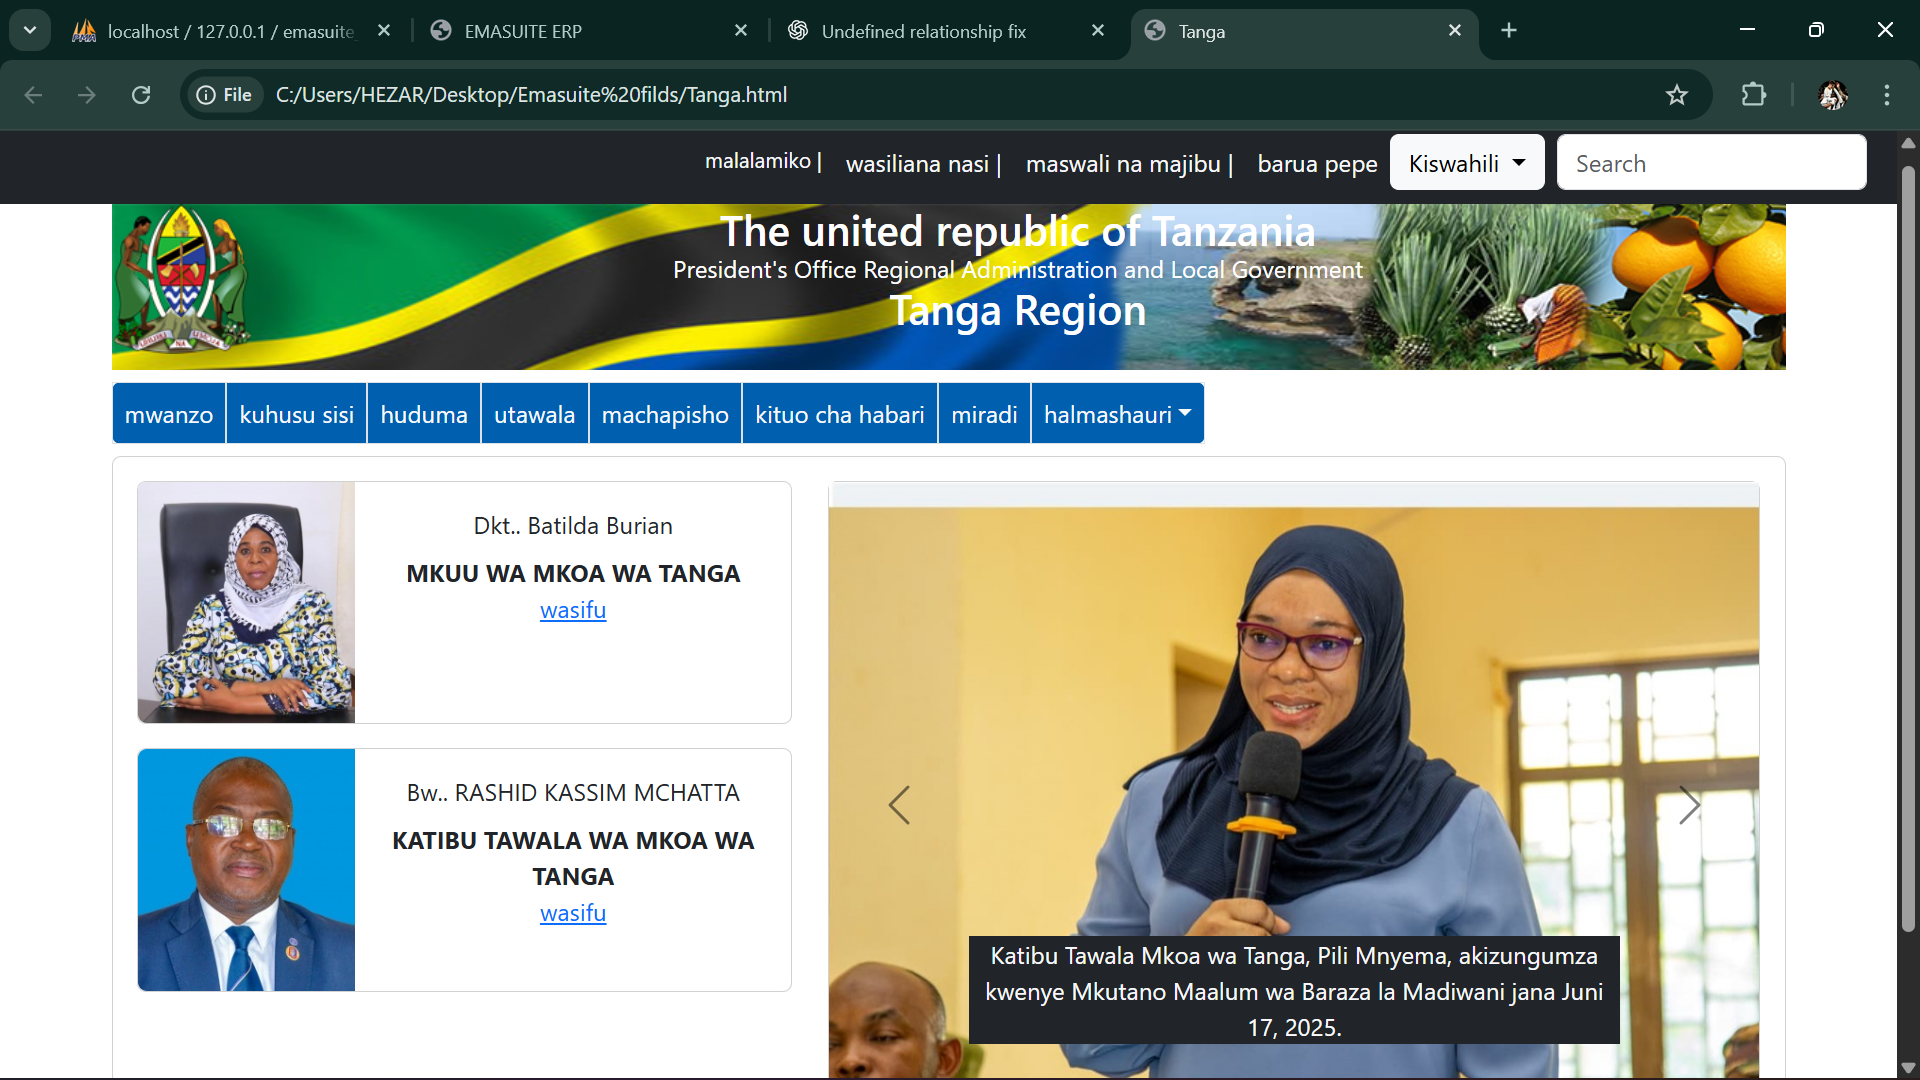 localhost / 127.0.0.1 / emasuite_
EMASUITE ERP
Undefined relationship fix
Tanga
File
C:/Users/HEZAR/Desktop/Emasuite%20filds/Tanga.html
malalamiko | wasiliana nasi | maswali na majibu | barua pepe Kiswahili Search
The united republic of Tanzania
President's Office Regional Administration and Local Government
Tanga Region
mwanzo kuhusu sisi huduma utawala machapisho kituo cha habari miradi halmashauri
Dkt.. Batilda Burian
MKUU WA MKOA WA TANGA
wasifu
Bw.. RASHID KASSIM MCHATTA
KATIBU TAWALA WA MKOA WA
TANGA
wasifu
Katibu Tawala Mkoa wa Tanga, Pili Mnyema, akizungumza
kwenye Mkutano Maalum wa Baraza la Madiwani jana Juni
17, 2025.